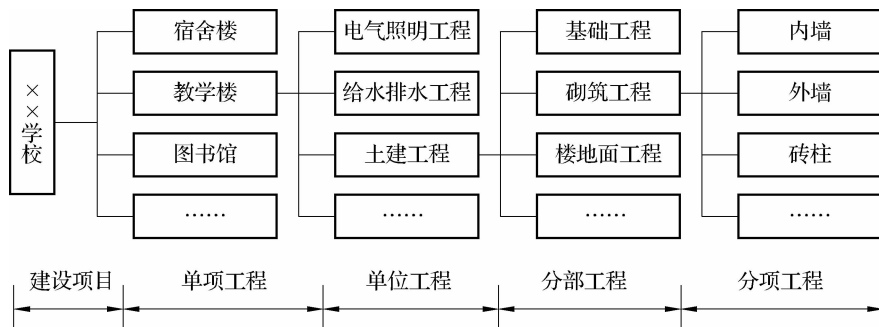 ××学校
宿舍楼
教学楼
图书馆
……
电气照明工程
给水排水工程
土建工程
……
基础工程
砌筑工程
楼地面工程
……
内墙
外墙
砖柱
……
建设项目
单项工程
单位工程
分部工程
分项工程